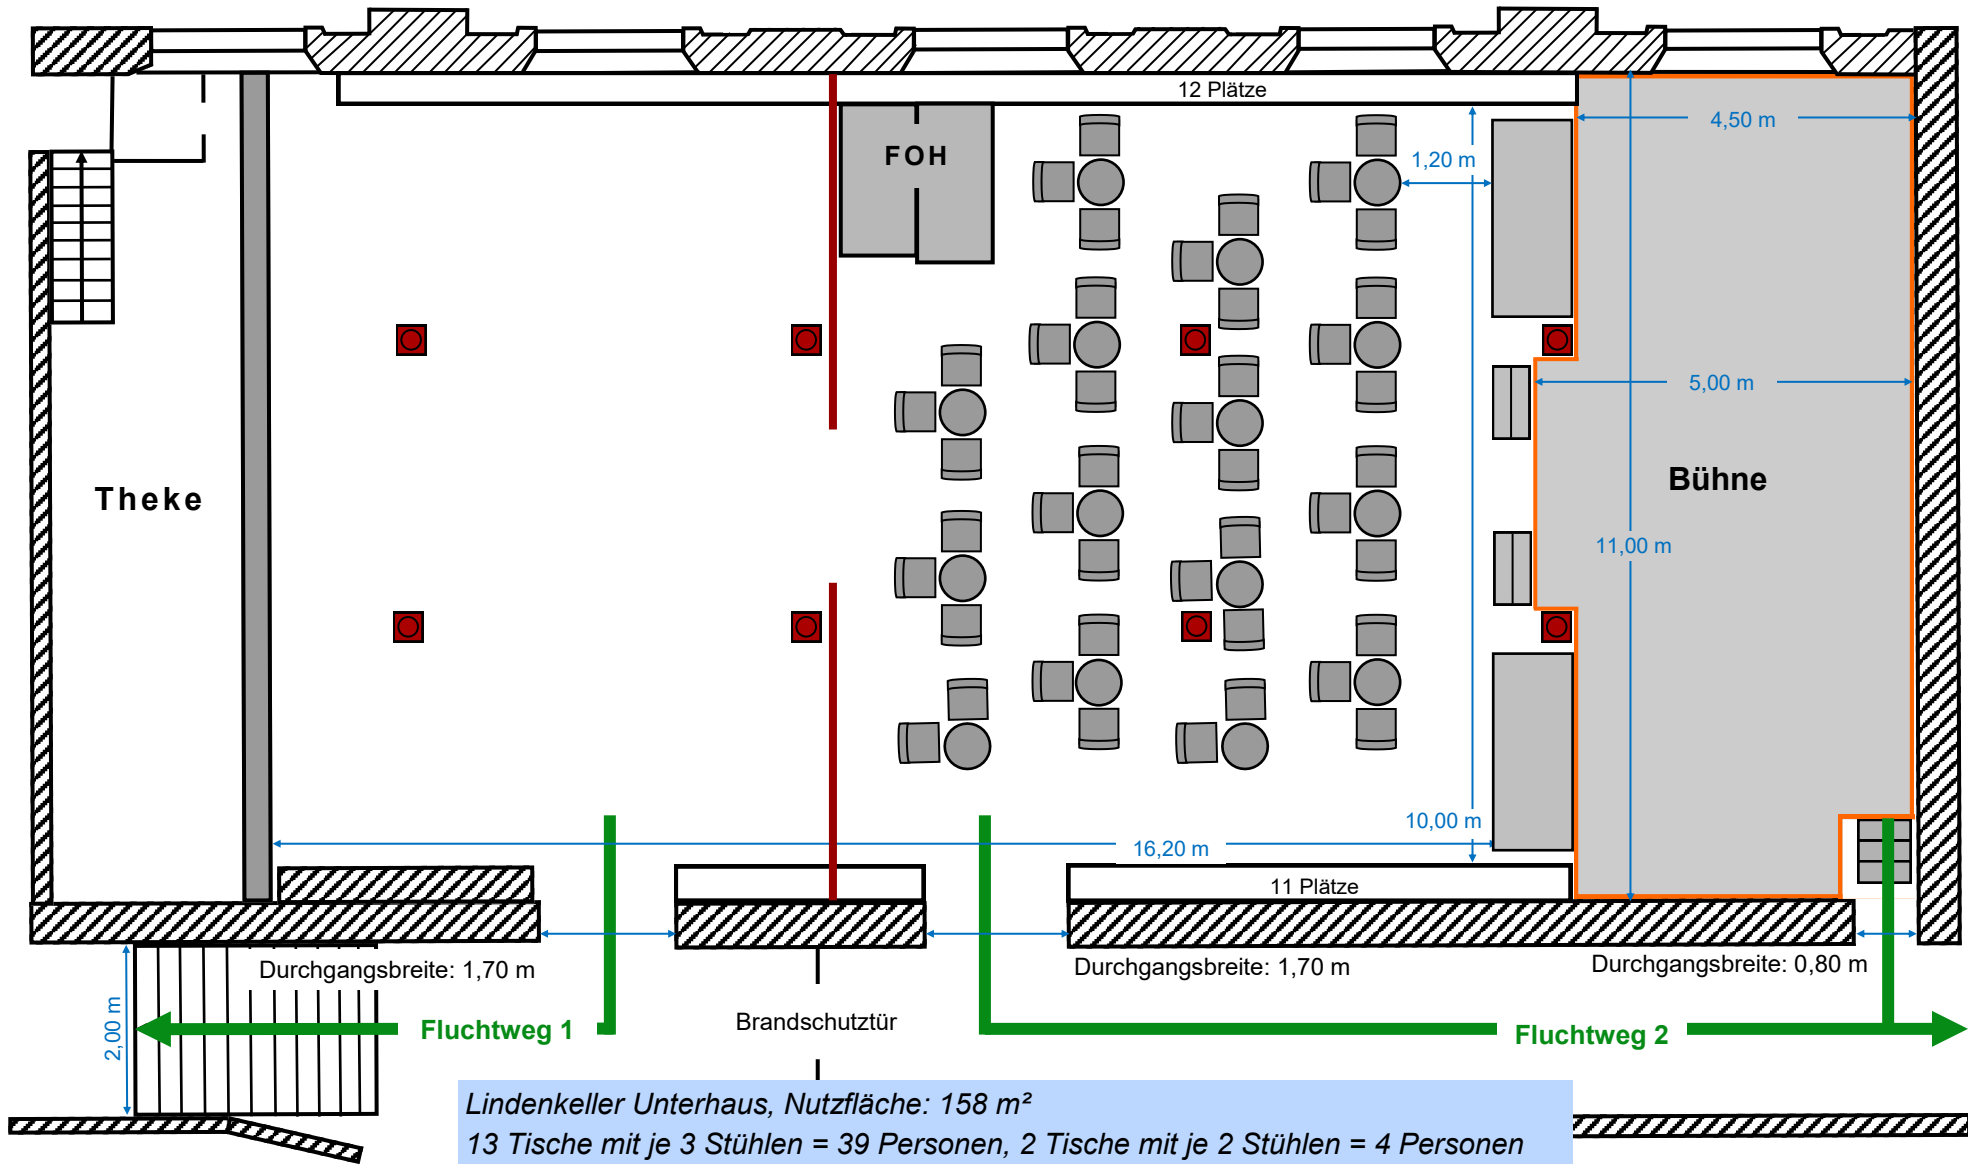 12 Plätze
4,50 m
FOH
1,20 m
5,00 m
Theke
Bühne
11,00 m
10,00 m
16,20 m
11 Plätze
Durchgangsbreite: 1,70 m
Durchgangsbreite: 1,70 m
Durchgangsbreite: 0,80 m
2,00 m
Fluchtweg 1
Brandschutztür
Fluchtweg 2
Lindenkeller Unterhaus, Nutzfläche: 158 m²
13 Tische mit je 3 Stühlen = 39 Personen, 2 Tische mit je 2 Stühlen = 4 Personen